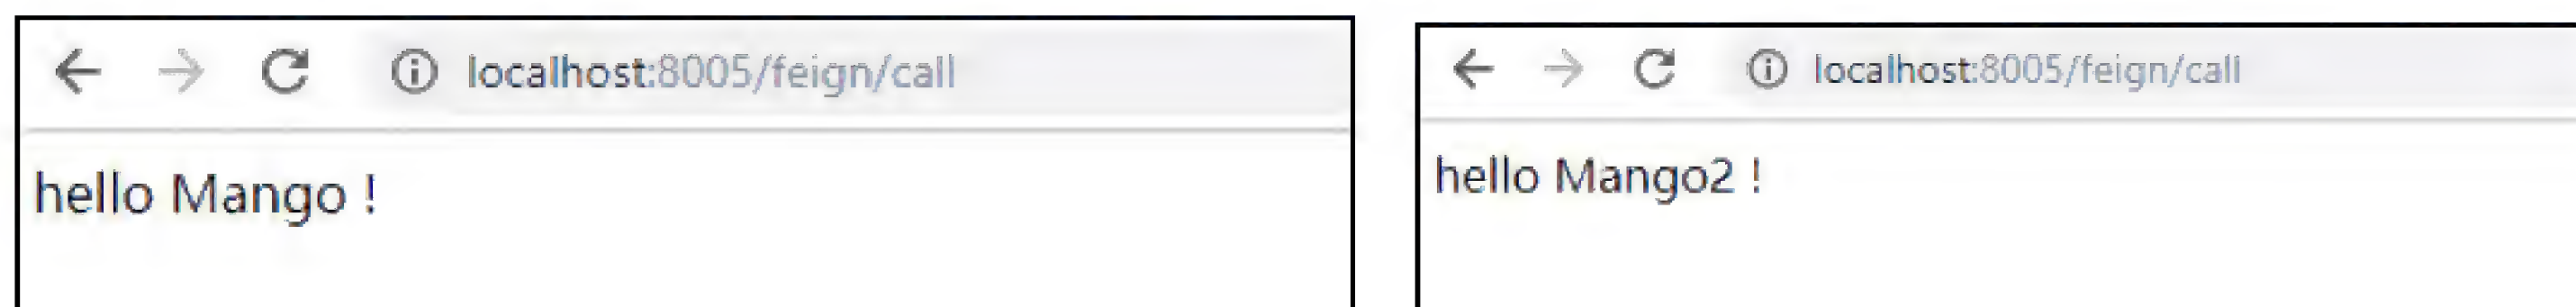 localhost:8005/feign/call
hello Mango !
localhost:8005/feign/call
hello Mango2 !